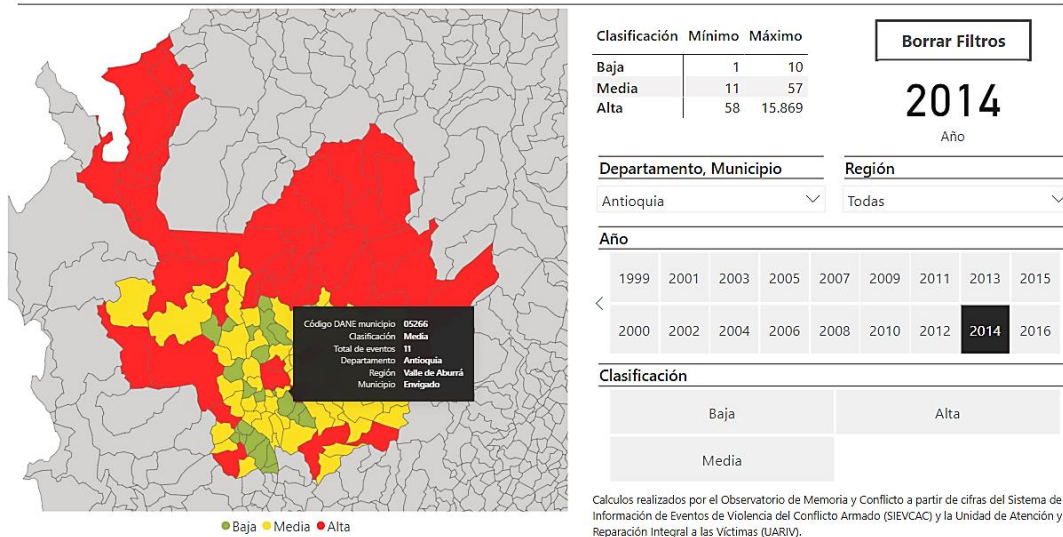 Clasificación Mínimo Máximo
Baja 1 10
Media 11 57
Alta 58 15.869
Borrar Filtros
2014
Año
Departamento, Municipio
Antioquia
Región
Todas
Año
1999 2001 2003 2005 2007 2009 2011 2013 2015
2000 2002 2004 2006 2008 2010 2012 2014 2016
Clasificación
Baja Alta
Media
Código DANE municipio 05266
Clasificación Media
Total de eventos 11
Departamento Antioquia
Región Valle de Aburrá
Municipio Envigado
Baja Media Alta
Calculos realizados por el Observatorio de Memoria y Conflicto a partir de cifras del Sistema de
Información de Eventos de Violencia del Conflicto Armado (SIEVCAC) y la Unidad de Atención y
Reparación Integral a las Víctimas (UARIV).